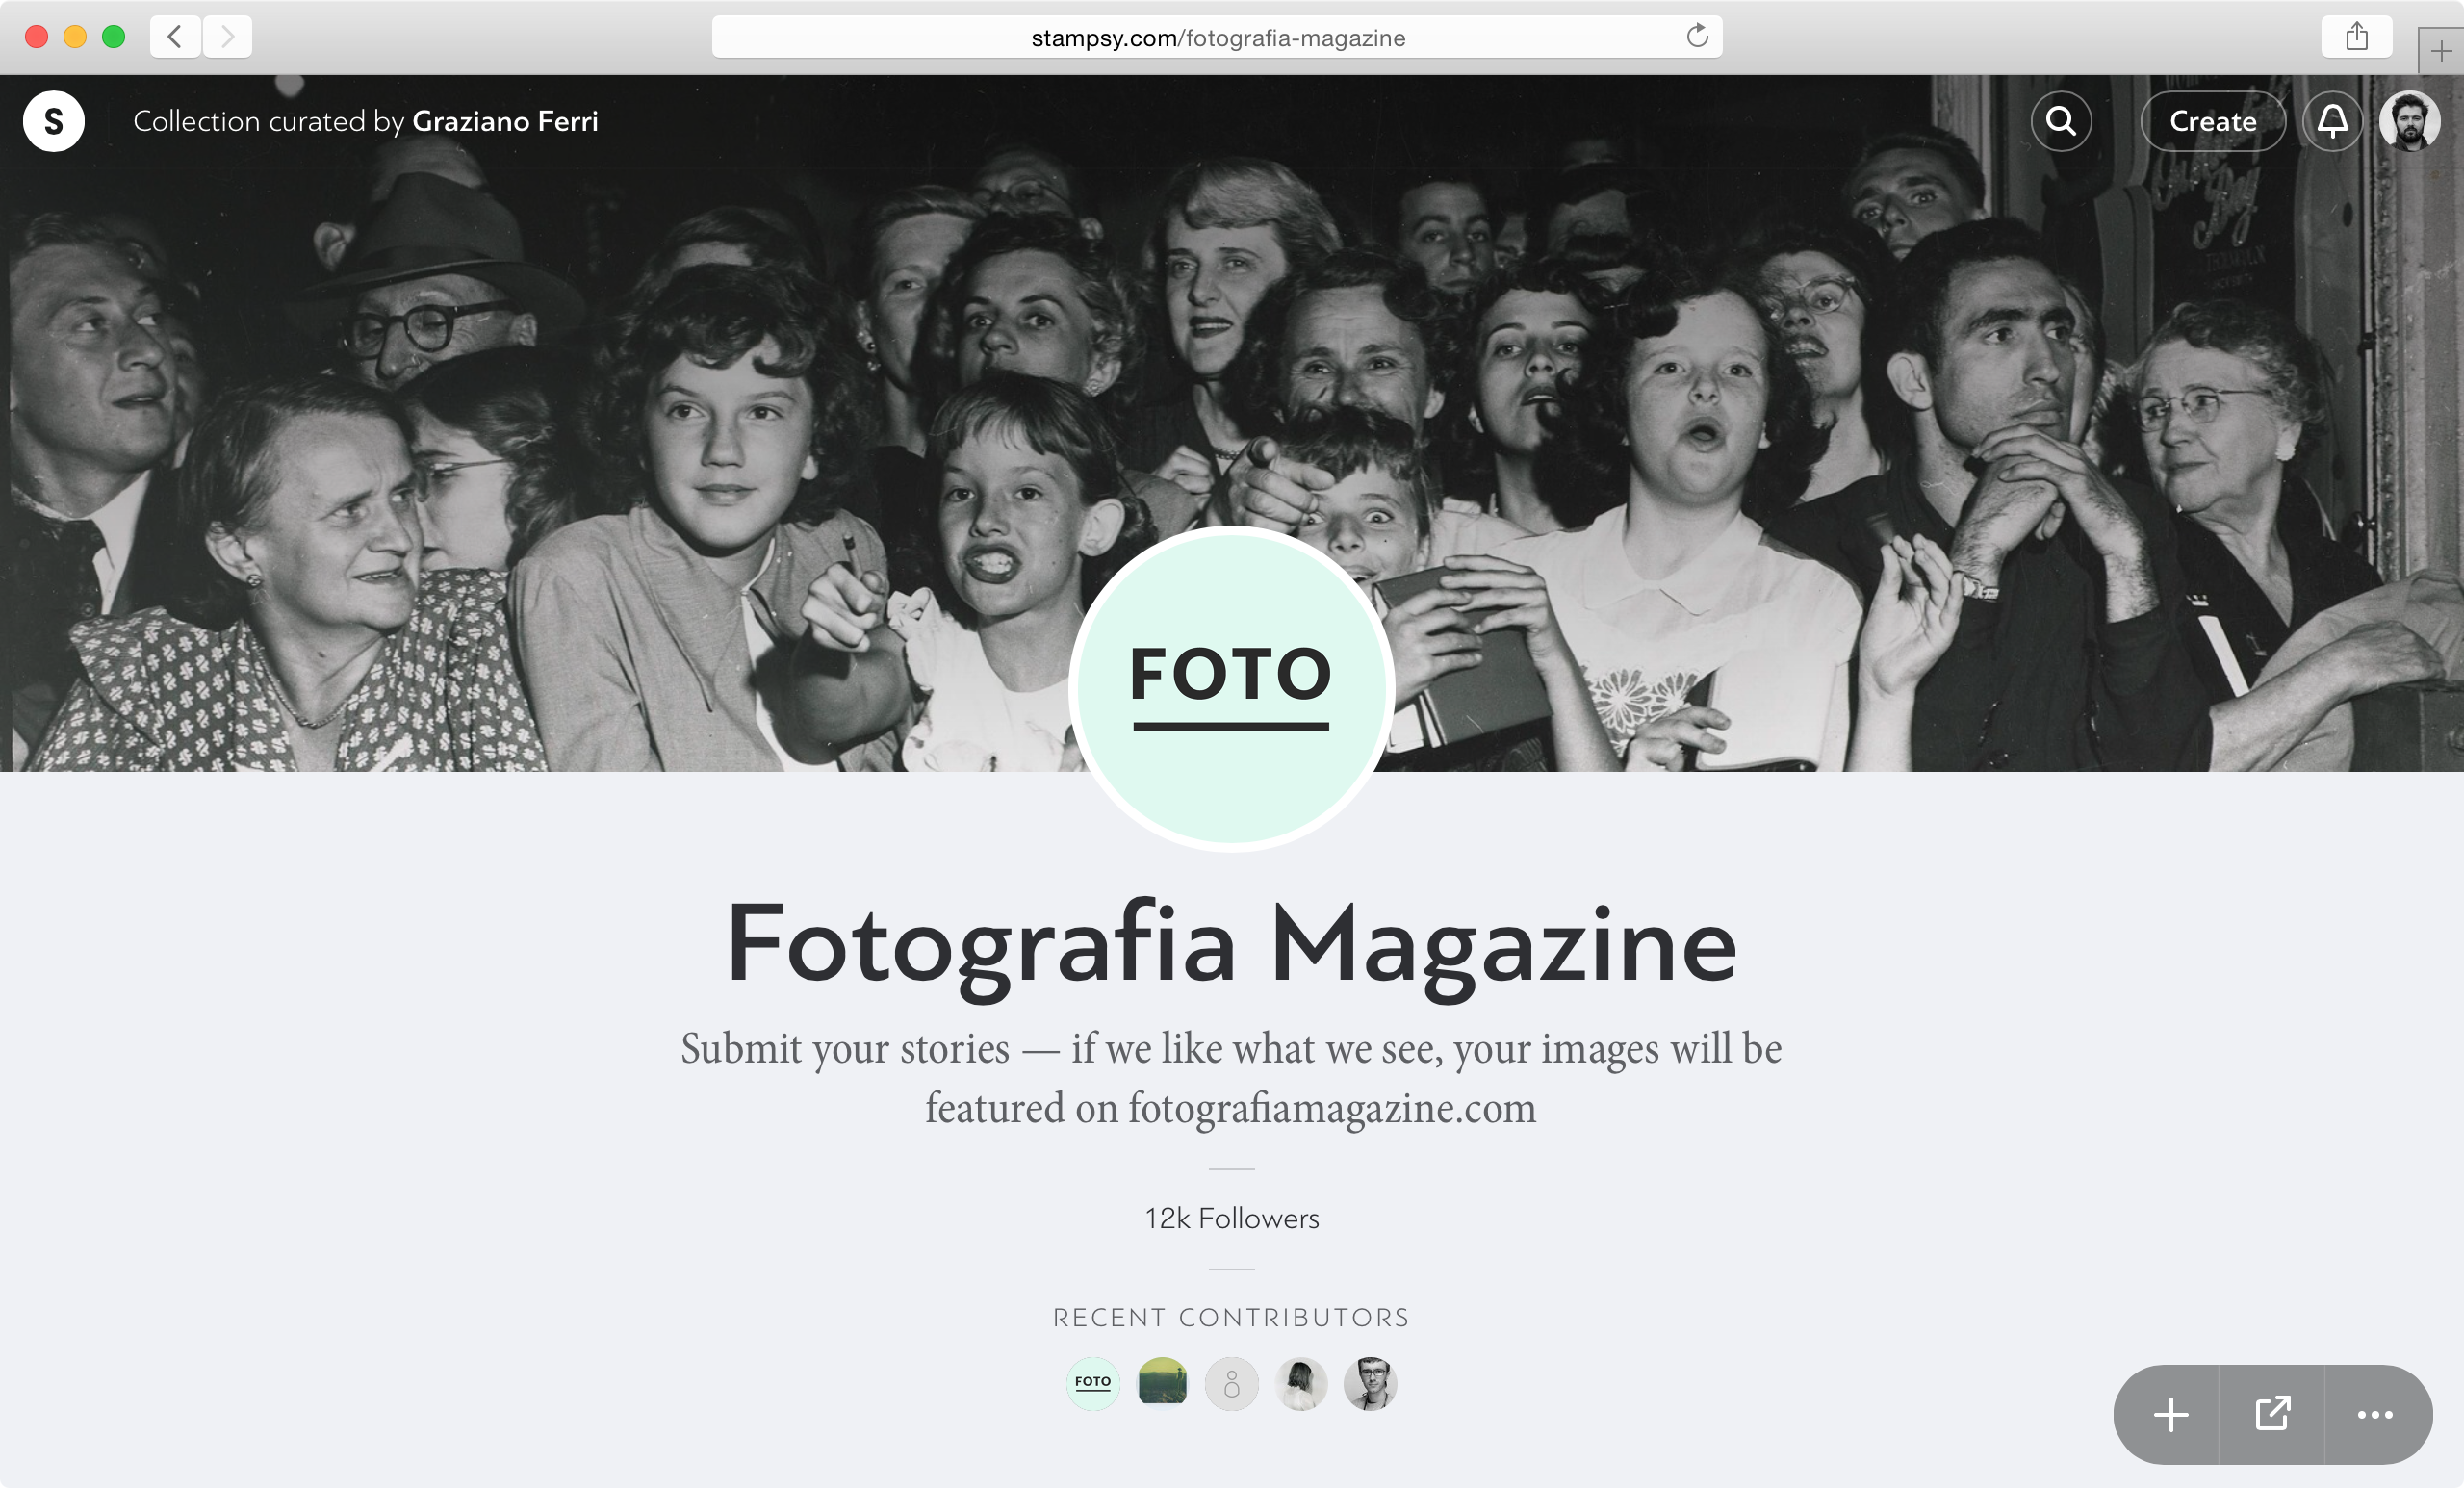 stampsy.com/fotografia-magazine
S
Collection curated by Graziano Ferri
Create
FOTO
Fotografia Magazine
Submit your stories — if we like what we see, your images will be
featured on fotografiamagazine.com
12k Followers
RECENT CONTRIBUTORS
FOTO